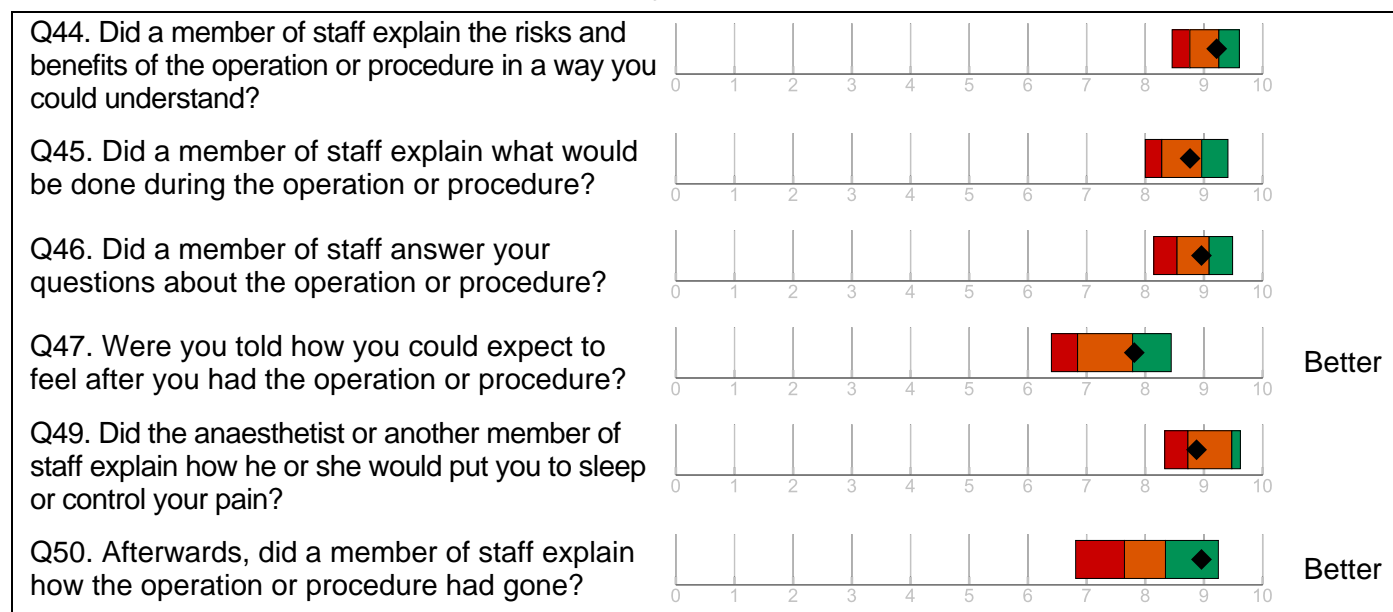 Q44. Did a member of staff explain the risks and
benefits of the operation or procedure in a way you
could understand?
0 1 2 3 4 5 6 7 8 9 10
Q45. Did a member of staff explain what would
be done during the operation or procedure?
0 1 2 3 4 5 6 7 8 9 10
Q46. Did a member of staff answer your
questions about the operation or procedure?
0 1 2 3 4 5 6 7 8 9 10
Q47. Were you told how you could expect to
feel after you had the operation or procedure?
Better
0 1 2 3 4 5 6 7 8 9 10
Q49. Did the anaesthetist or another member of
staff explain how he or she would put you to sleep
or control your pain?
0 1 2 3 4 5 6 7 8 9 10
Q50. Afterwards, did a member of staff explain
how the operation or procedure had gone?
Better
0 1 2 3 4 5 6 7 8 9 10